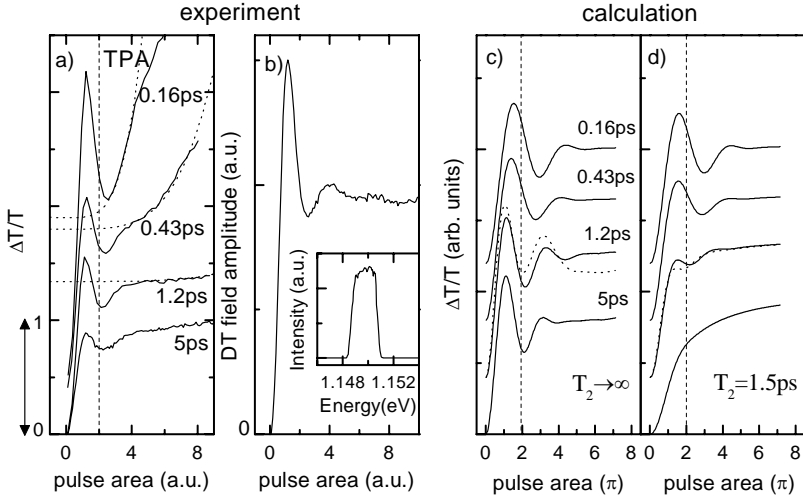 experiment
calculation
a)
TPA
0.16ps
0.43ps
1.2ps
5ps
ΔT/T
1
0
0 2 4 6 8
pulse area (a.u.)
b)
DT field amplitude (a.u.)
0
Intensity (a.u.)
1.148 1.152
Energy(eV)
0 2 4 6 8 10
pulse area (a.u.)
c)
0.16ps
0.43ps
1.2ps
5ps
T₂→∞
ΔT/T (arb. units)
0 2 4 6 8
pulse area (π)
d)
T₂=1.5ps
0 2 4 6 8
pulse area (π)